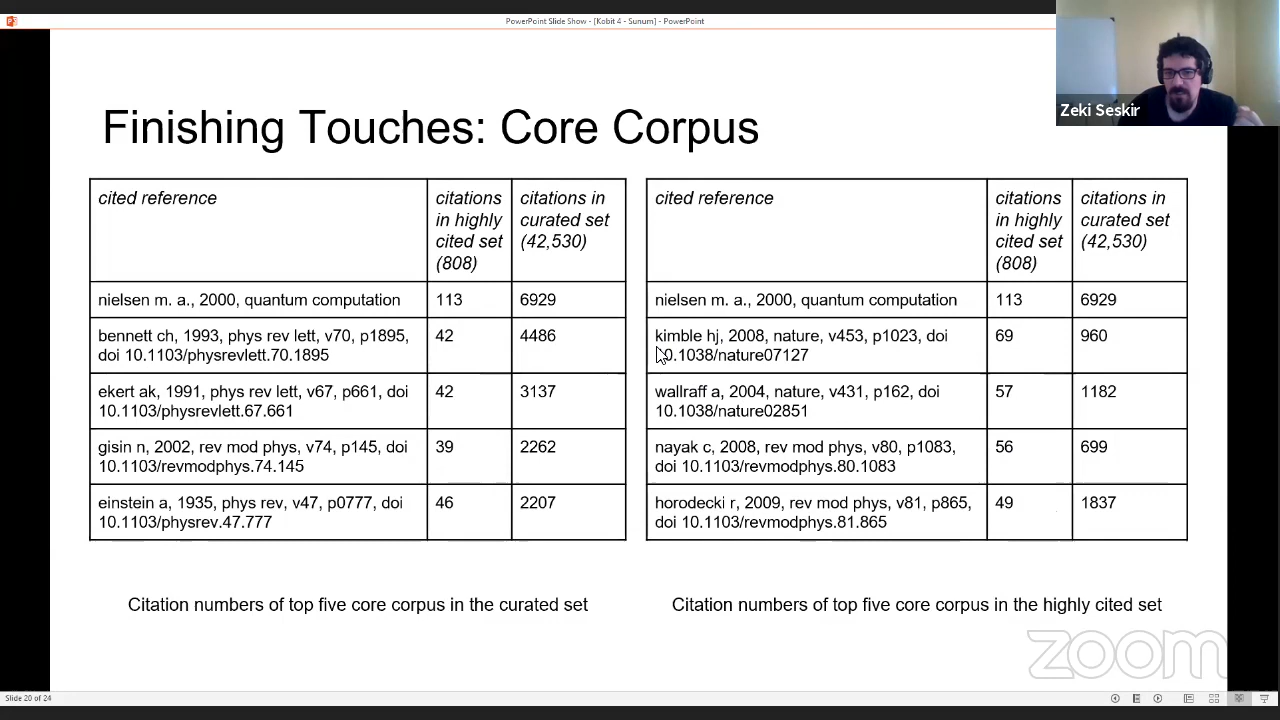 PowerPoint Slide Show - [Kobit 4 - Sunum] - PowerPoint
Zeki Seskir
Finishing Touches: Core Corpus
cited reference
citations
in highly
cited set
(808)
citations in
curated set
(42,530)
nielsen m. a., 2000, quantum computation
113
6929
bennett ch, 1993, phys rev lett, v70, p1895,
doi 10.1103/physrevlett.70.1895
42
4486
ekert ak, 1991, phys rev lett, v67, p661, doi
10.1103/physrevlett.67.661
42
3137
gisin n, 2002, rev mod phys, v74, p145, doi
10.1103/revmodphys.74.145
39
2262
einstein a, 1935, phys rev, v47, p0777, doi
10.1103/physrev.47.777
46
2207
Citation numbers of top five core corpus in the curated set
cited reference
citations
in highly
cited set
(808)
citations in
curated set
(42,530)
nielsen m. a., 2000, quantum computation
113
6929
kimble hj, 2008, nature, v453, p1023, doi
10.1038/nature07127
69
960
wallraff a, 2004, nature, v431, p162, doi
10.1038/nature02851
57
1182
nayak c, 2008, rev mod phys, v80, p1083,
doi 10.1103/revmodphys.80.1083
56
699
horodecki r, 2009, rev mod phys, v81, p865,
doi 10.1103/revmodphys.81.865
49
1837
Citation numbers of top five core corpus in the highly cited set
zoom
Slide 20 of 24